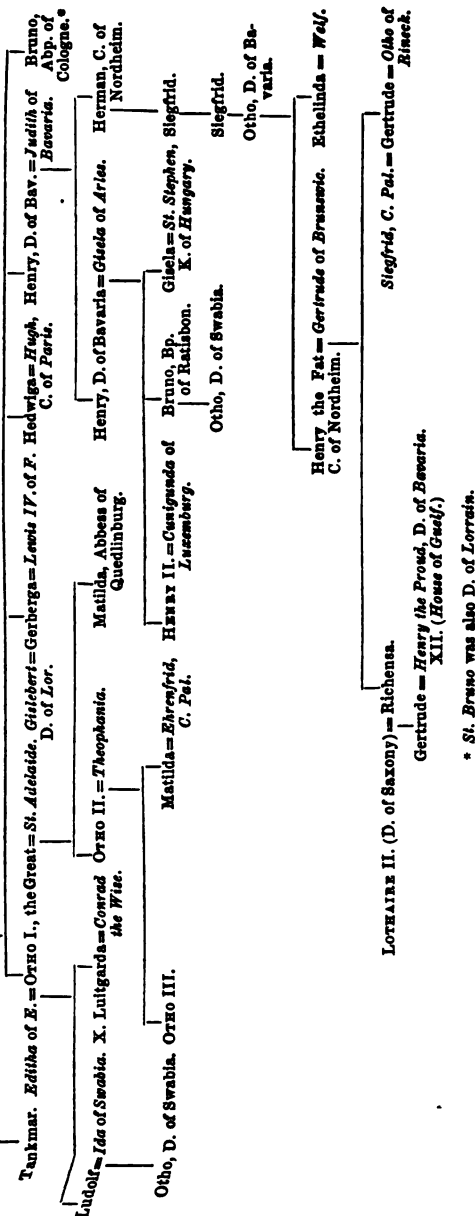 Tankmar. Editha of E.=OTHO I., the Great=St. Adelaide. Gislebert=Gerberga=Lewis IV. of F. Hedwiga=Hugh, Henry, D. of Bav.=Judith of Bruno,
D. of Lor. C. of Paris. Bavaria. Abp. of
Cologne.*
Ludolf=Ida of Swabia. X. Luitgarda=Conrad OTHO II.=Theophania. Matilda, Abbess of Henry, D. of Bavaria=Gisela of Arles. Herman, C. of
the Wise. Quedlinburg. Nordheim.
Otho, D. of Swabia. OTHO III. Matilda=Ehrenfrid, HENRY II.=Cunigunda of Bruno, Bp. Gisela=St. Stephen, Siegfrid.
C. Pal. Luxemburg. of Ratisbon. K. of Hungary.
Otho, D. of Swabia. Siegfrid.
Otho, D. of Ba-
varia.
Henry the Fat=Gertrude of Brunswic. Ethelinda=Welf.
C. of Nordheim.
LOTHAIRE II. (D. of Saxony)=Richensa. Siegfrid, C. Pal.=Gertrude=Otho of
Rineck.
Gertrude=Henry the Proud, D. of Bavaria.
XII. (House of Guelf.)
* St. Bruno was also D. of Lorrain.